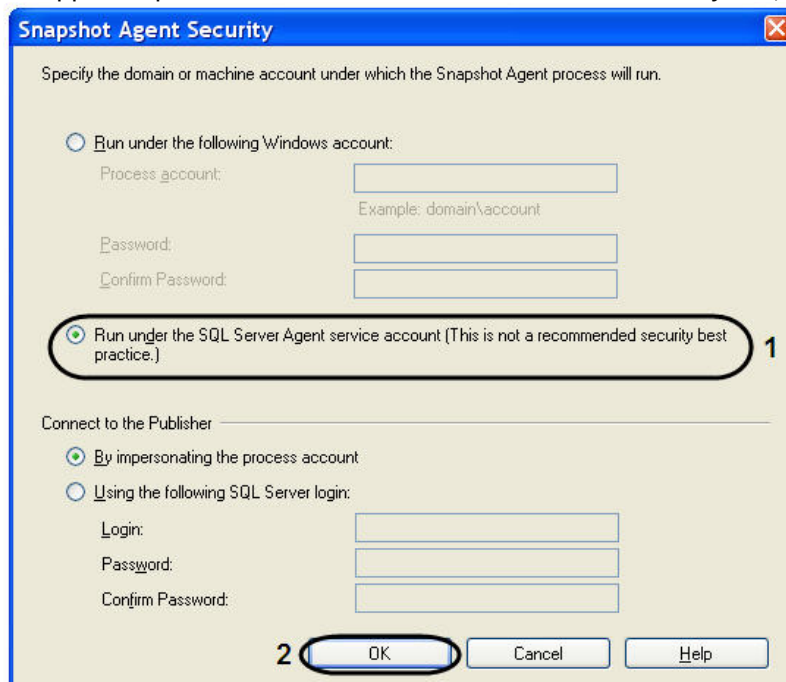 Snapshot Agent Security
Specify the domain or machine account under which the Snapshot Agent process will run.
Run under the following Windows account:
Process account:
Example: domain\account
Password:
Confirm Password:
Run under the SQL Server Agent service account (This is not a recommended security best
practice.)
1
Connect to the Publisher
By impersonating the process account
Using the following SQL Server login:
Login:
Password:
Confirm Password:
2
OK
Cancel
Help